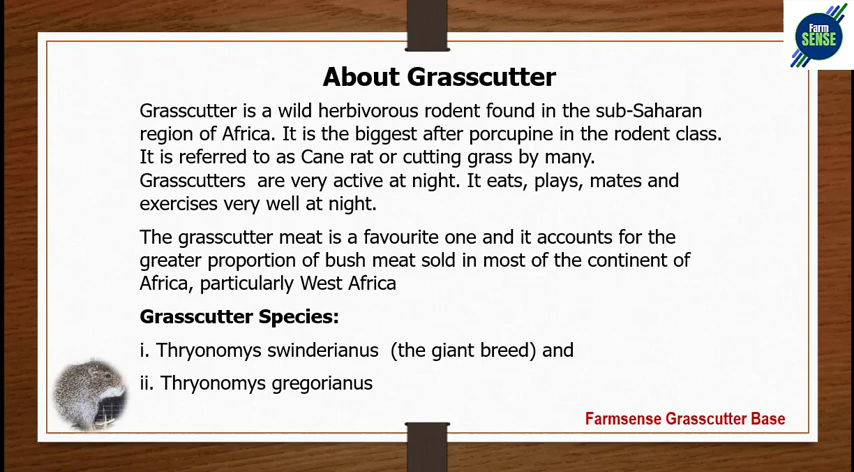 Farm
SENSE
About Grasscutter
Grasscutter is a wild herbivorous rodent found in the sub-Saharan
region of Africa. It is the biggest after porcupine in the rodent class.
It is referred to as Cane rat or cutting grass by many.
Grasscutters are very active at night. It eats, plays, mates and
exercises very well at night.
The grasscutter meat is a favourite one and it accounts for the
greater proportion of bush meat sold in most of the continent of
Africa, particularly West Africa
Grasscutter Species:
i. Thryonomys swinderianus (the giant breed) and
ii. Thryonomys gregorianus
Farmsense Grasscutter Base